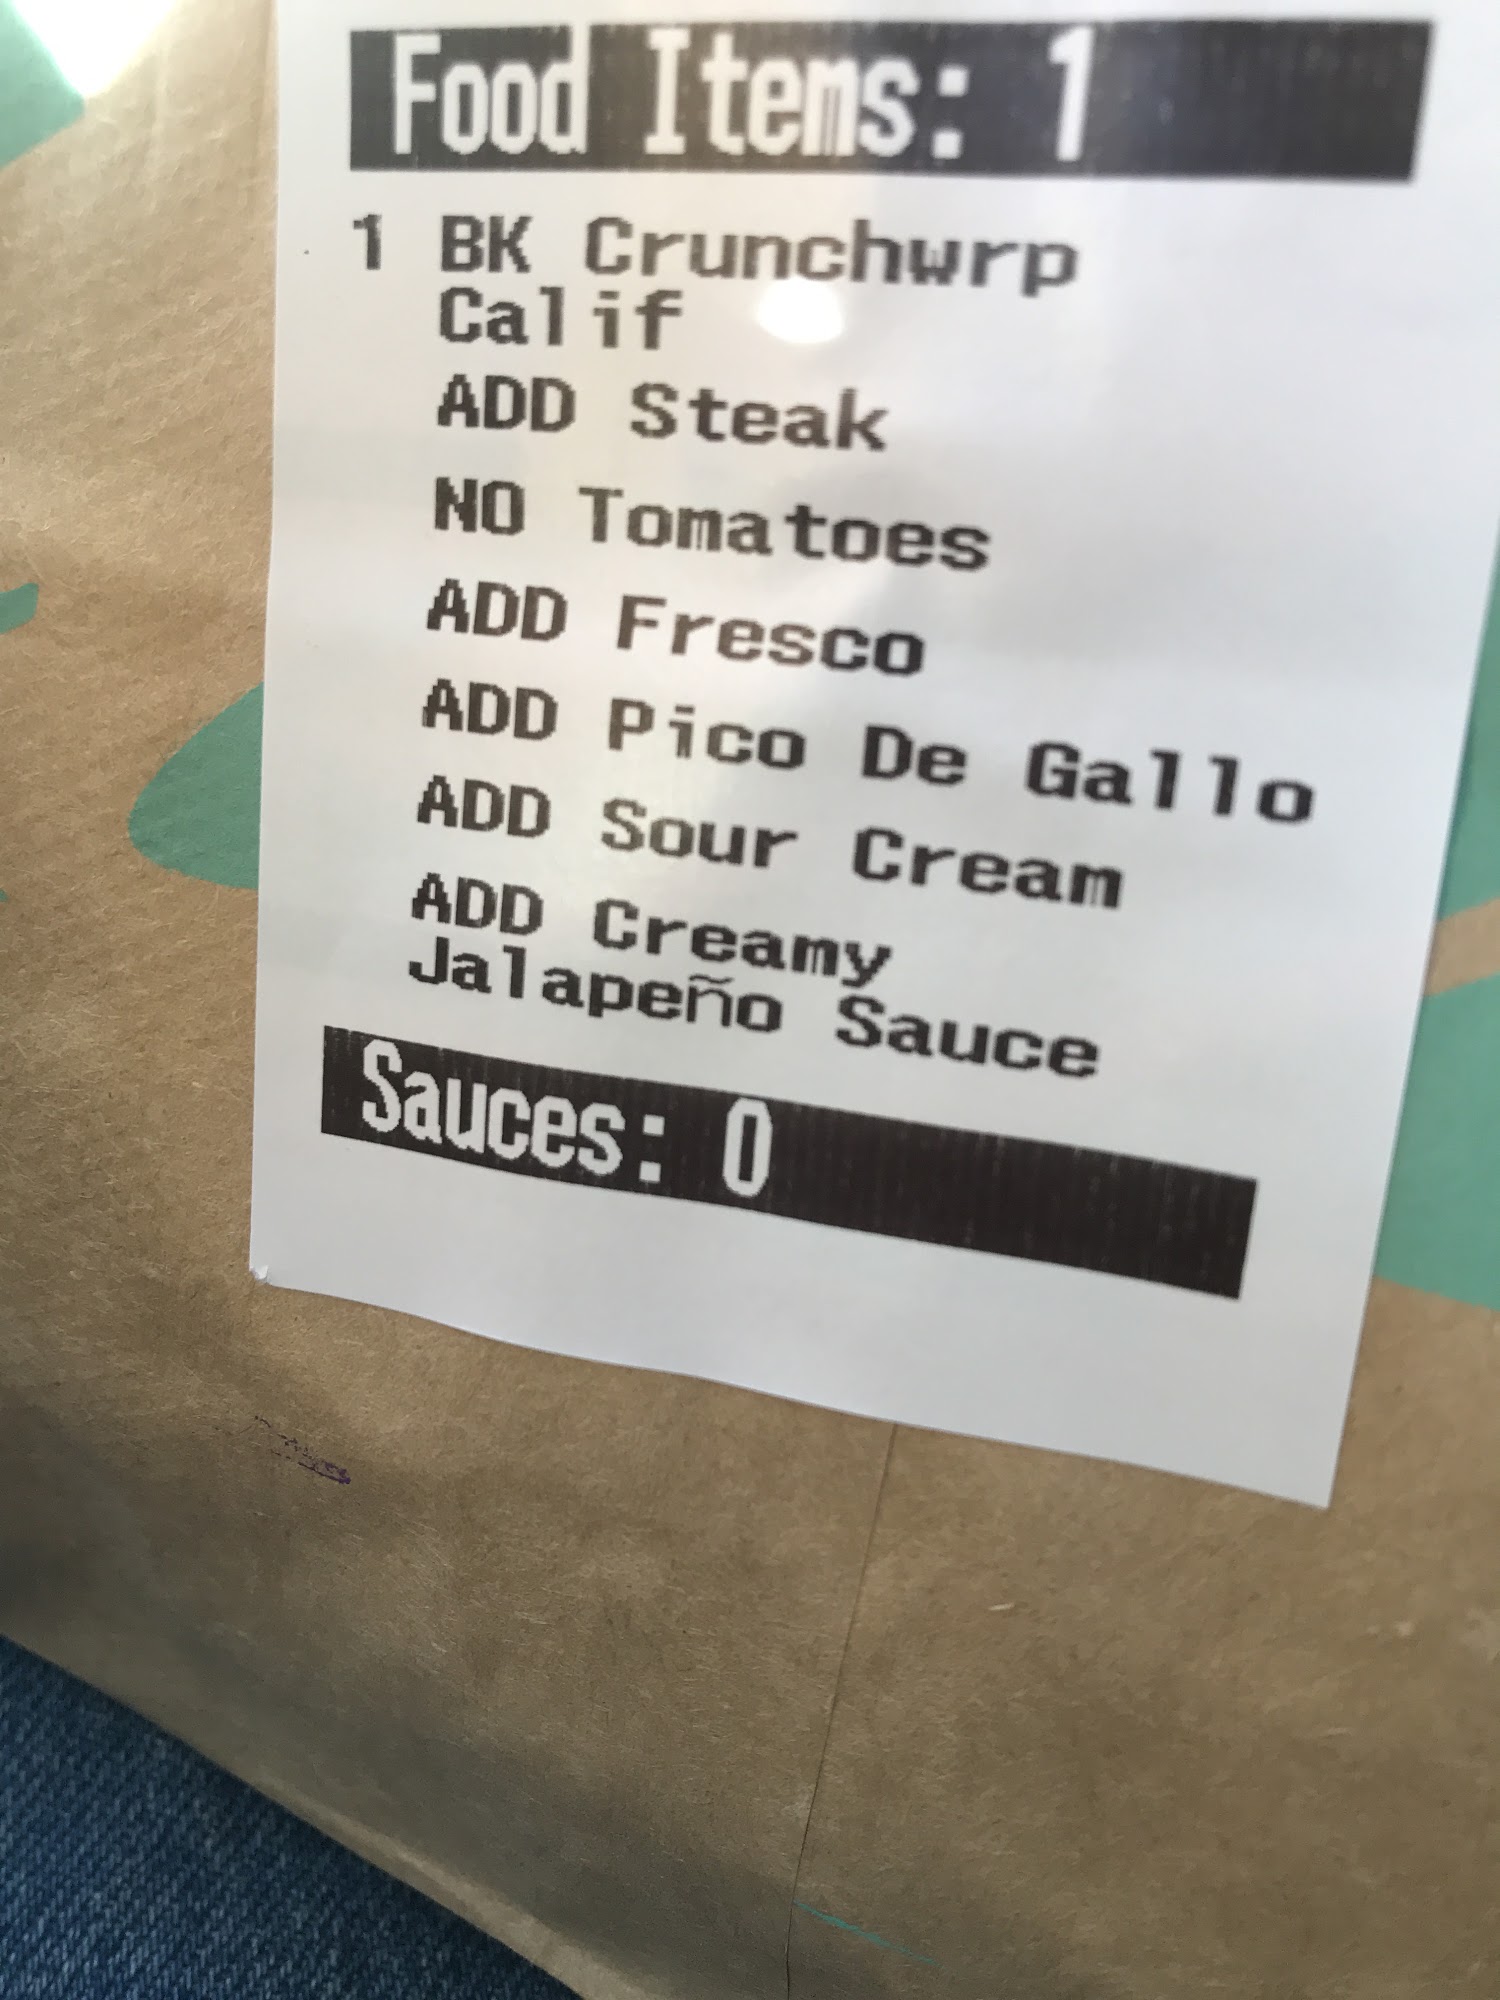 Food Items: 1
1 BK Crunchwrp
Calif
ADD Steak
NO Tomatoes
ADD Fresco
ADD Pico De Gallo
ADD Sour Cream
ADD Creamy
Jalapeño Sauce
Sauces: 0